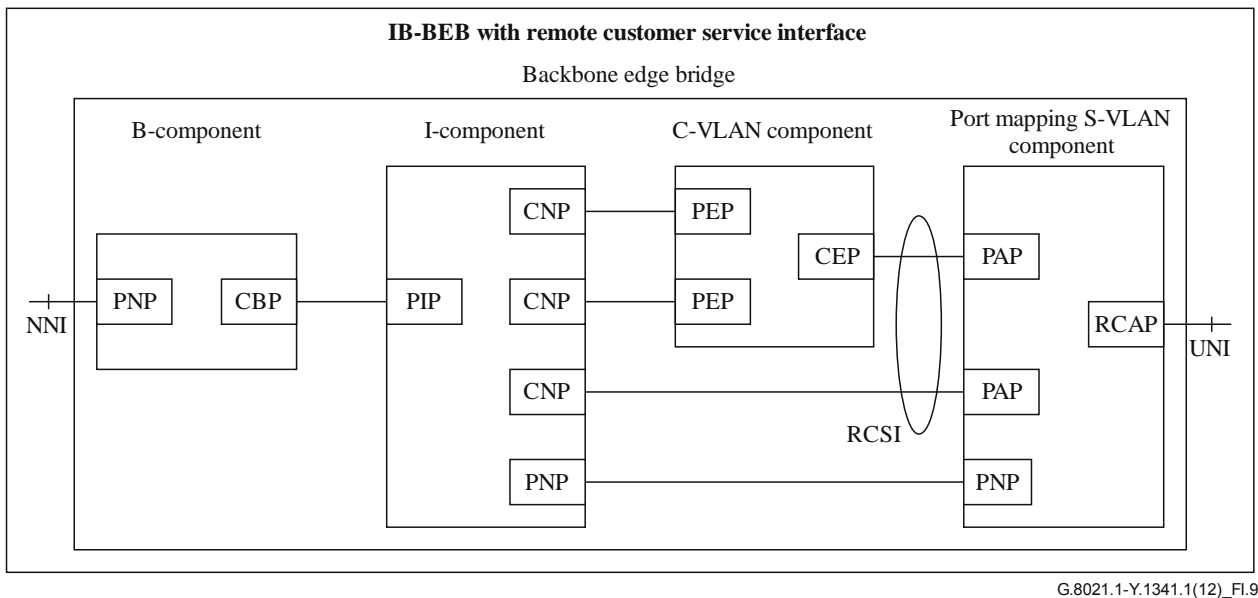 IB-BEB with remote customer service interface
Backbone edge bridge
B-component
I-component
C-VLAN component
Port mapping S-VLAN
component
CNP
PEP
CEP
PAP
PNP
CBP
PIP
CNP
PEP
RCAP
NNI
UNI
CNP
PAP
RCSI
PNP
PNP
G.8021.1-Y.1341.1(12)_FI.9